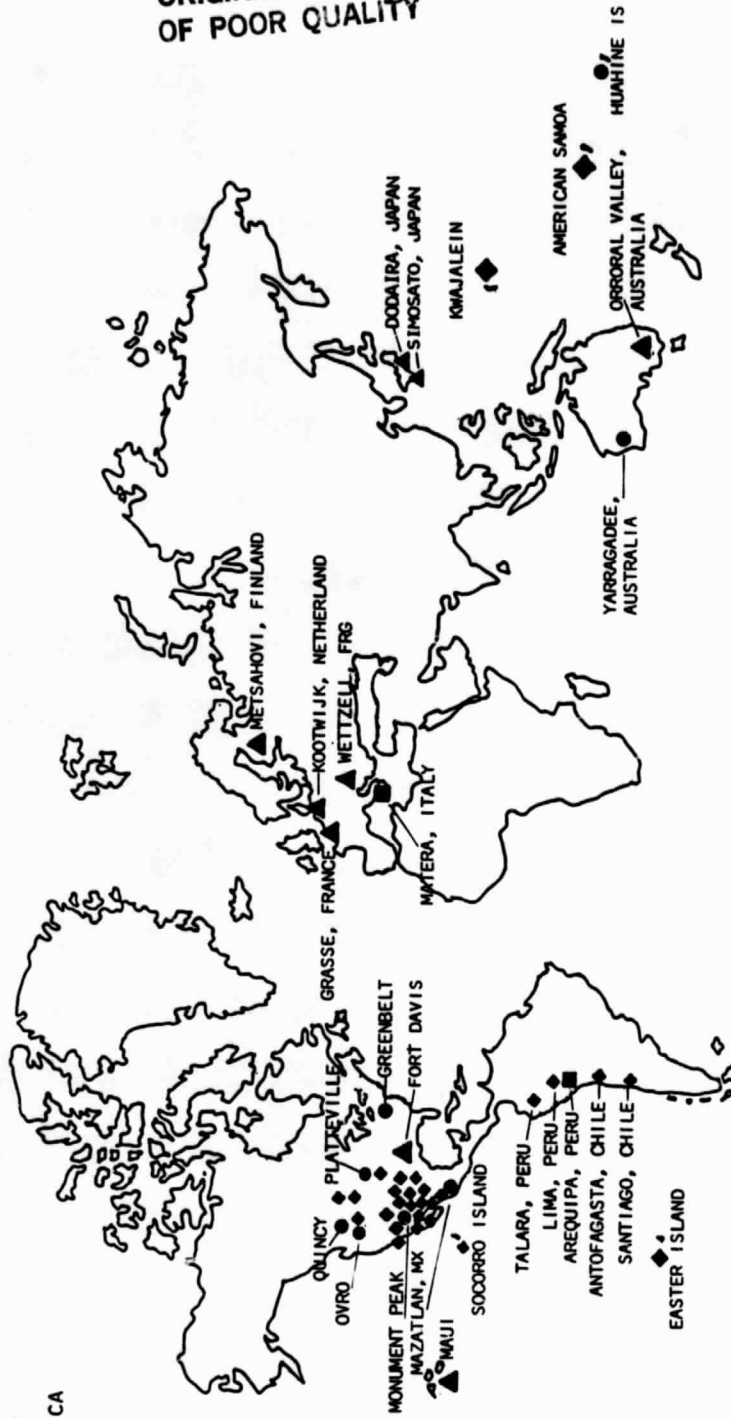 OF POOR QUALITY
CA
METSAHOVI, FINLAND
KOOTWIJK, NETHERLAND
WETTZELL, FRG
GRASSE, FRANCE
MATERA, ITALY
DODAIRA, JAPAN
SIMOSATO, JAPAN
KWAJALEIN
AMERICAN SAMOA
ORRORAL VALLEY,
AUSTRALIA
HUAHINE IS
YARRAGADEE,
AUSTRALIA
QUINCY
OVRO
PLATTEVILLE
GREENBELT
FORT DAVIS
MONUMENT PEAK
MAZATLAN, MX
MAUI
SOCORRO ISLAND
TALARA, PERU
LIMA, PERU
AREQUIPA, PERU
ANTOFAGASTA, CHILE
SANTIAGO, CHILE
EASTER ISLAND